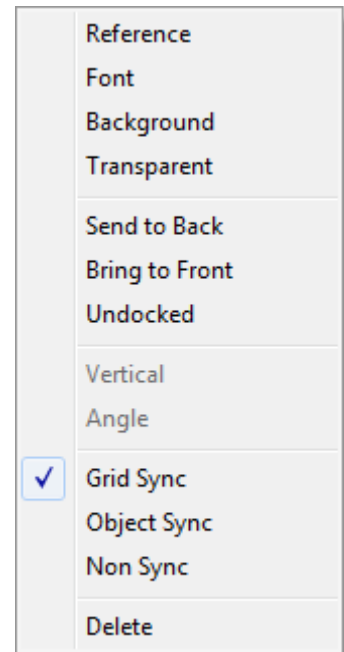 Reference
Font
Background
Transparent
Send to Back
Bring to Front
Undocked
Vertical
Angle
Grid Sync
Object Sync
Non Sync
Delete